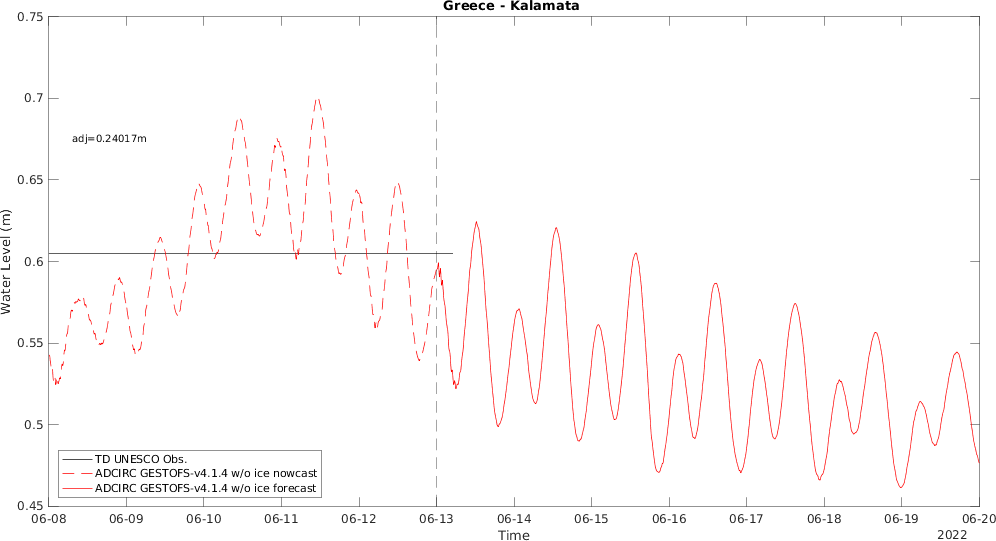 Greece - Kalamata
0.75
0.7
0.65
0.6
0.55
0.5
0.45
Water Level (m)
adj=0.24017m
TD UNESCO Obs.
ADCIRC GESTOFS-v4.1.4 w/o ice nowcast
ADCIRC GESTOFS-v4.1.4 w/o ice forecast
06-08 06-09 06-10 06-11 06-12 06-13 06-14 06-15 06-16 06-17 06-18 06-19 06-20
Time
2022